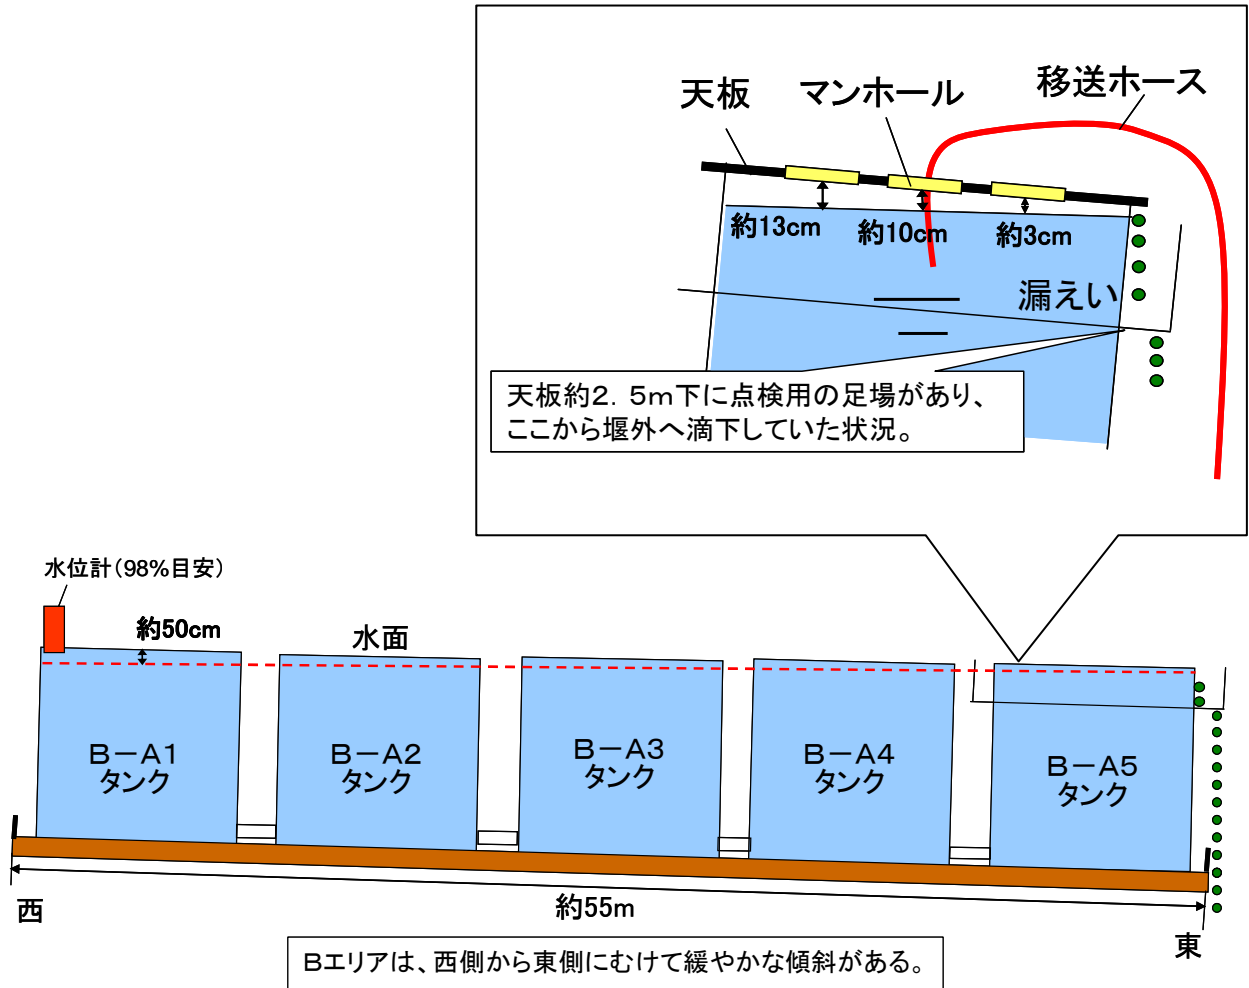 天板
マンホール
移送ホース
約13cm
約10cm
約3cm
漏えい
天板約2.5m下に点検用の足場があり、
ここから堰外へ滴下していた状況。
水位計(98%目安)
約50cm
水面
B-A1
タンク
B-A2
タンク
B-A3
タンク
B-A4
タンク
B-A5
タンク
西
約55m
東
Bエリアは、西側から東側にむけて緩やかな傾斜がある。